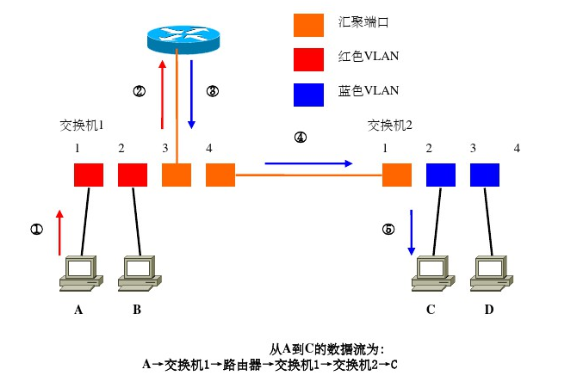 汇聚端口
红色VLAN
蓝色VLAN
② ③
交换机1
④
交换机2
1 2 3 4
1 2 3 4
① ⑤
A B
C D
从A到C的数据流为:
A→交换机1→路由器→交换机1→交换机2→C